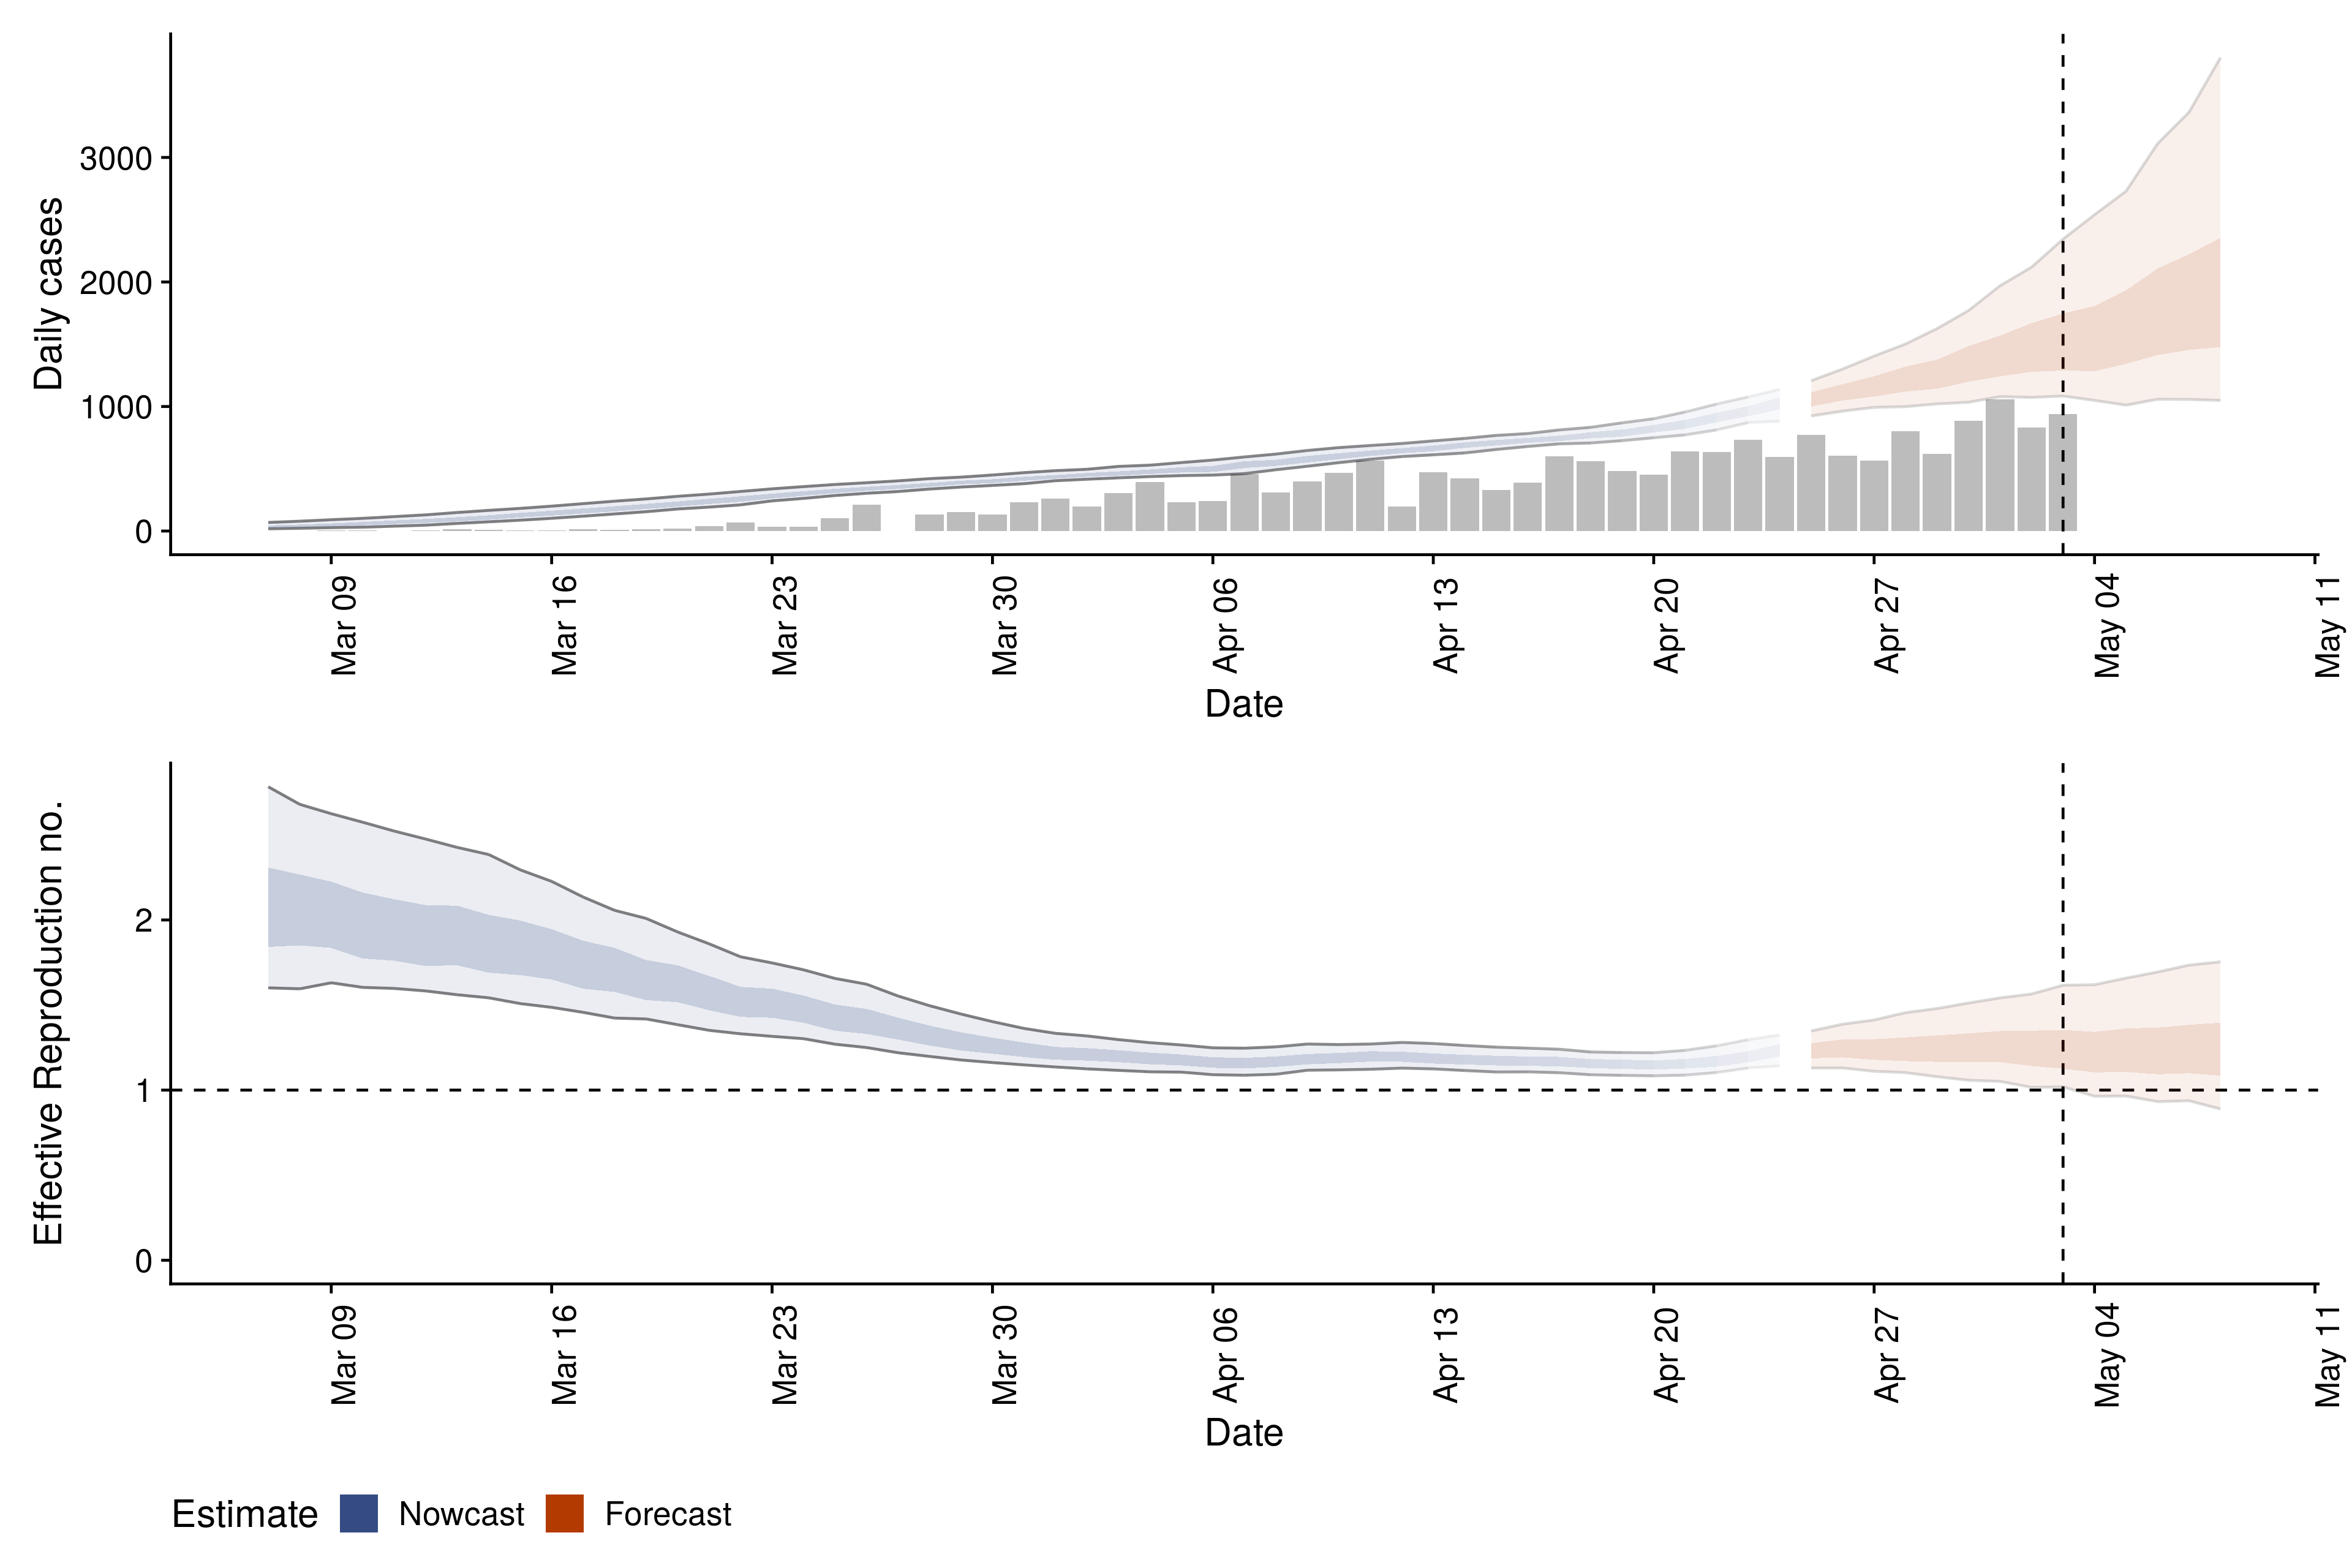 Daily cases
3000
2000
1000
0
Mar 09
Mar 16
Mar 23
Mar 30
Apr 06
Apr 13
Apr 20
Apr 27
May 04
May 11
Date
Effective Reproduction no.
2
1
0
Mar 09
Mar 16
Mar 23
Mar 30
Apr 06
Apr 13
Apr 20
Apr 27
May 04
May 11
Date
Estimate Nowcast Forecast